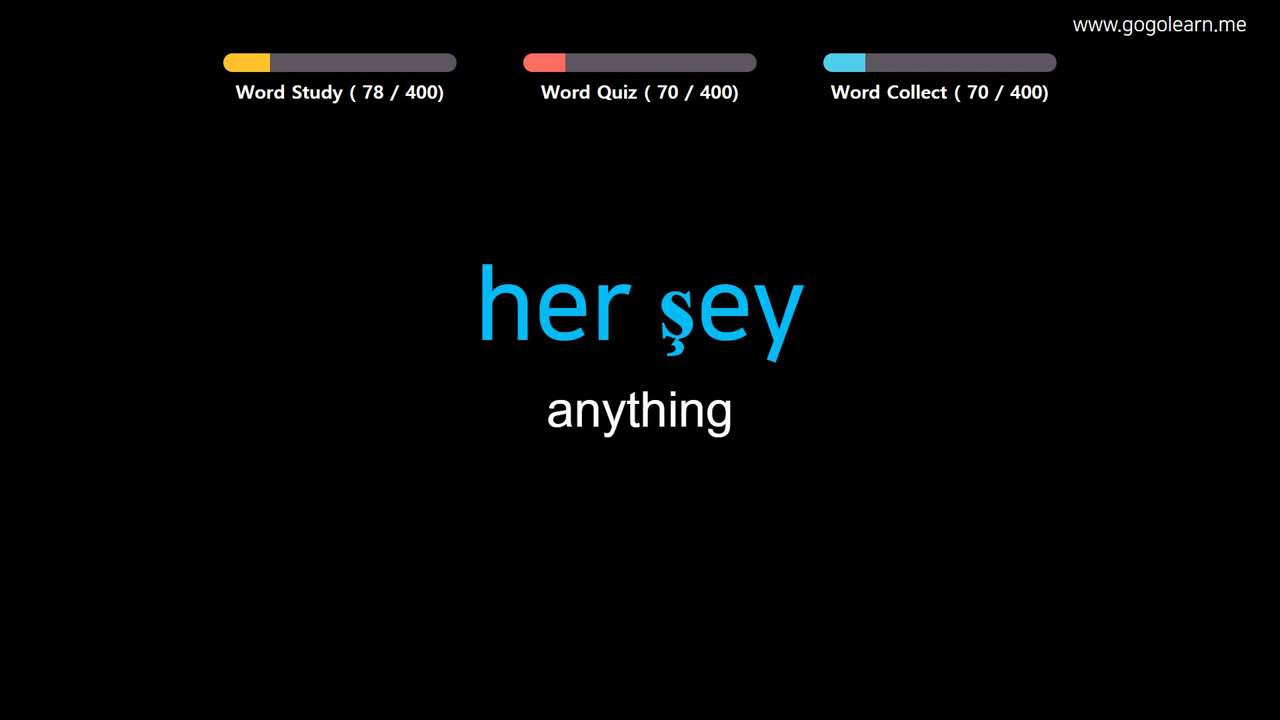 www.gogolearn.me
Word Study ( 78 / 400)
Word Quiz ( 70 / 400)
Word Collect ( 70 / 400)
her şey
anything